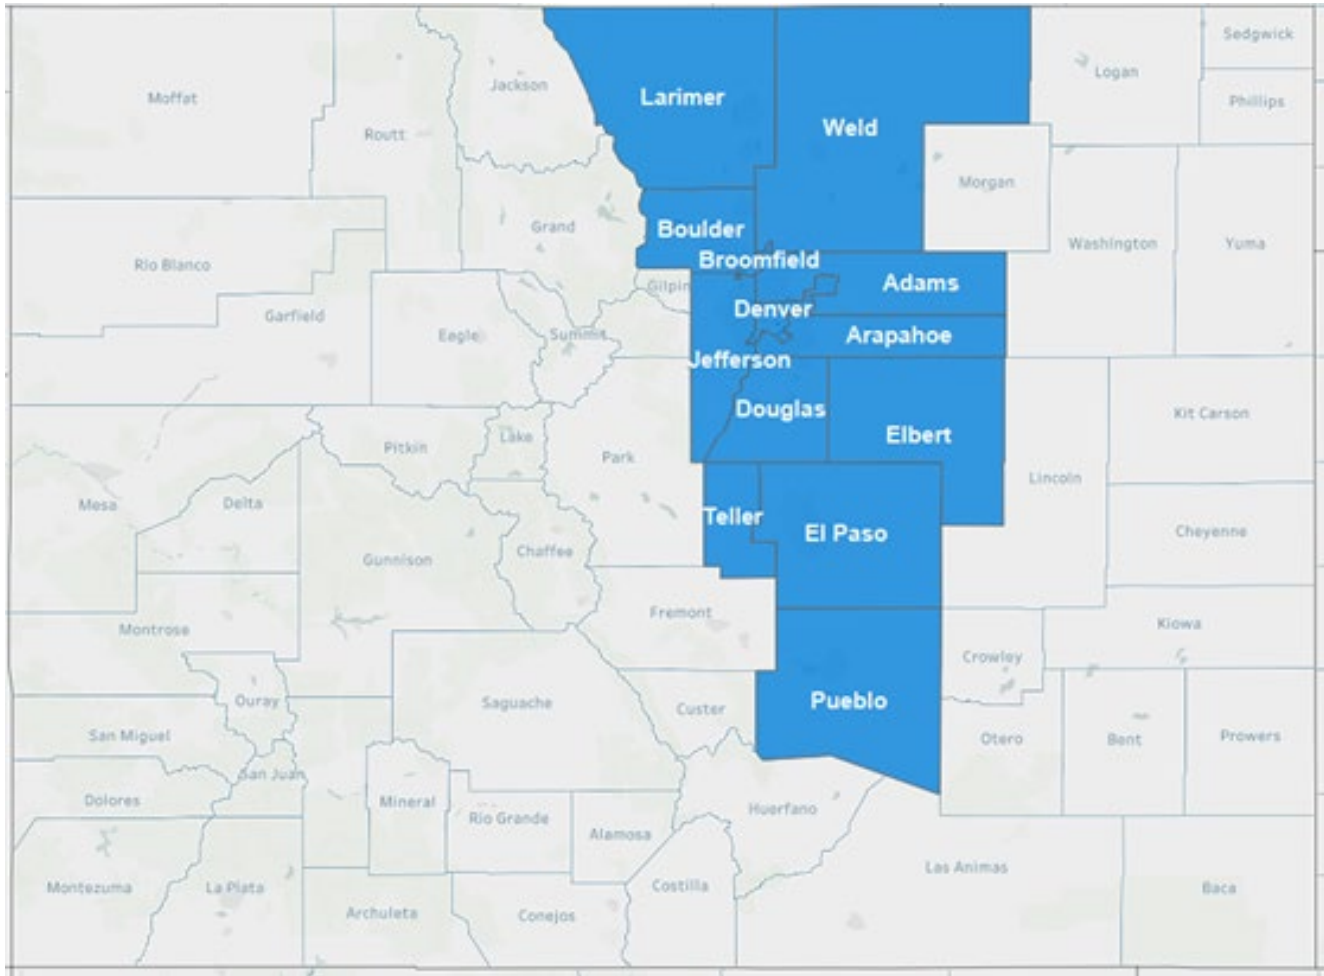 Sedgwick
Logan
Jackson
Larimer
Moffat
Phillips
Weld
Routt
Morgan
Grand
Boulder
Washington
Yuma
Broomfield
Rio Blanco
Gilpin
Adams
Denver
Garfield
Eagle
Summit
Arapahoe
Jefferson
Douglas
Kit Carson
Lake
Elbert
Pitkin
Park
Lincoln
Mesa
Delta
Teller
El Paso
Cheyenne
Chaffee
Gunnison
Fremont
Kiowa
Montrose
Crowley
Ouray
Saguache
Pueblo
Custer
San Miguel
Otero
Bent
Prowers
San Juan
Dolores
Mineral
Huerfano
Rio Grande
Alamosa
Las Animas
Montezuma
La Plata
Costilla
Baca
Archuleta
Conejos